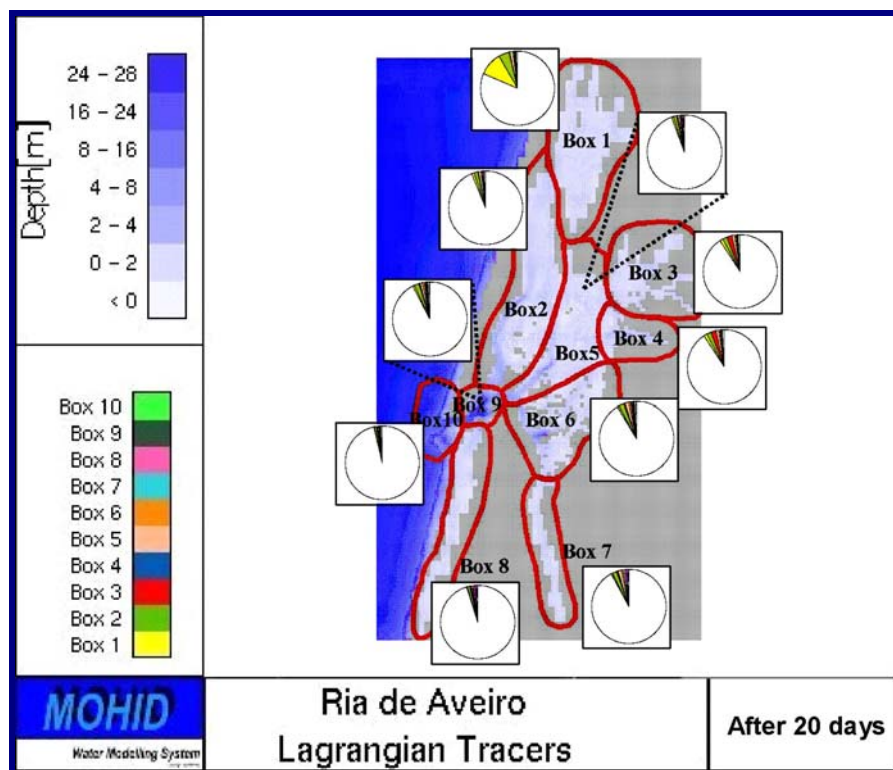 Depth[m]
24 - 28
16 - 24
8 - 16
4 - 8
2 - 4
0 - 2
< 0
Box 10
Box 9
Box 8
Box 7
Box 6
Box 5
Box 4
Box 3
Box 2
Box 1
Box 1
Box 3
Box2
Box 4
Box5
Box 9
Box10
Box 6
Box 8
Box 7
MOHID
Water Modelling System
Ria de Aveiro
Lagrangian Tracers
After 20 days